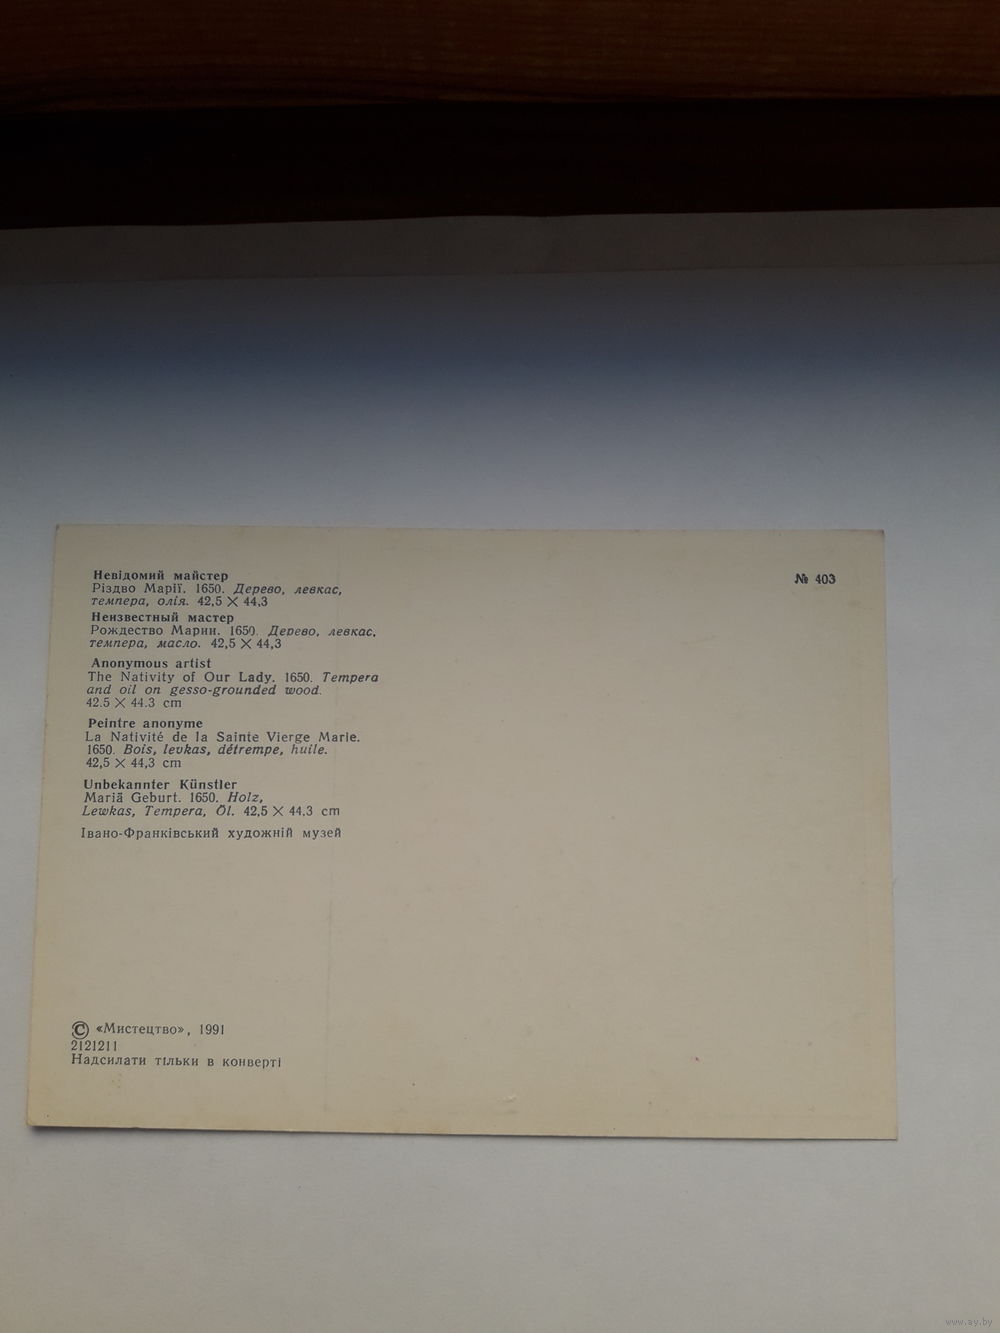 Невідомий майстер
Різдво Марії. 1650. Дерево, левкас,
темпера, олія. 42,5 × 44,3
Неизвестный мастер
Рождество Марии. 1650. Дерево, левкас,
темпера, масло. 42,5 × 44,3
Anonymous artist
The Nativity of Our Lady. 1650. Tempera
and oil on gesso-grounded wood.
42.5 × 44.3 cm
Peintre anonyme
La Nativité de la Sainte Vierge Marie.
1650. Bois, levkas, détrempe, huile.
42,5 × 44,3 cm
Unbekannter Künstler
Mariä Geburt. 1650. Holz,
Lewkas, Tempera, Öl. 42,5 × 44,3 cm
Івано-Франківський художній музей
№ 403
© «Мистецтво», 1991
2121211
Надсилати тільки в конверті
www.ay.by